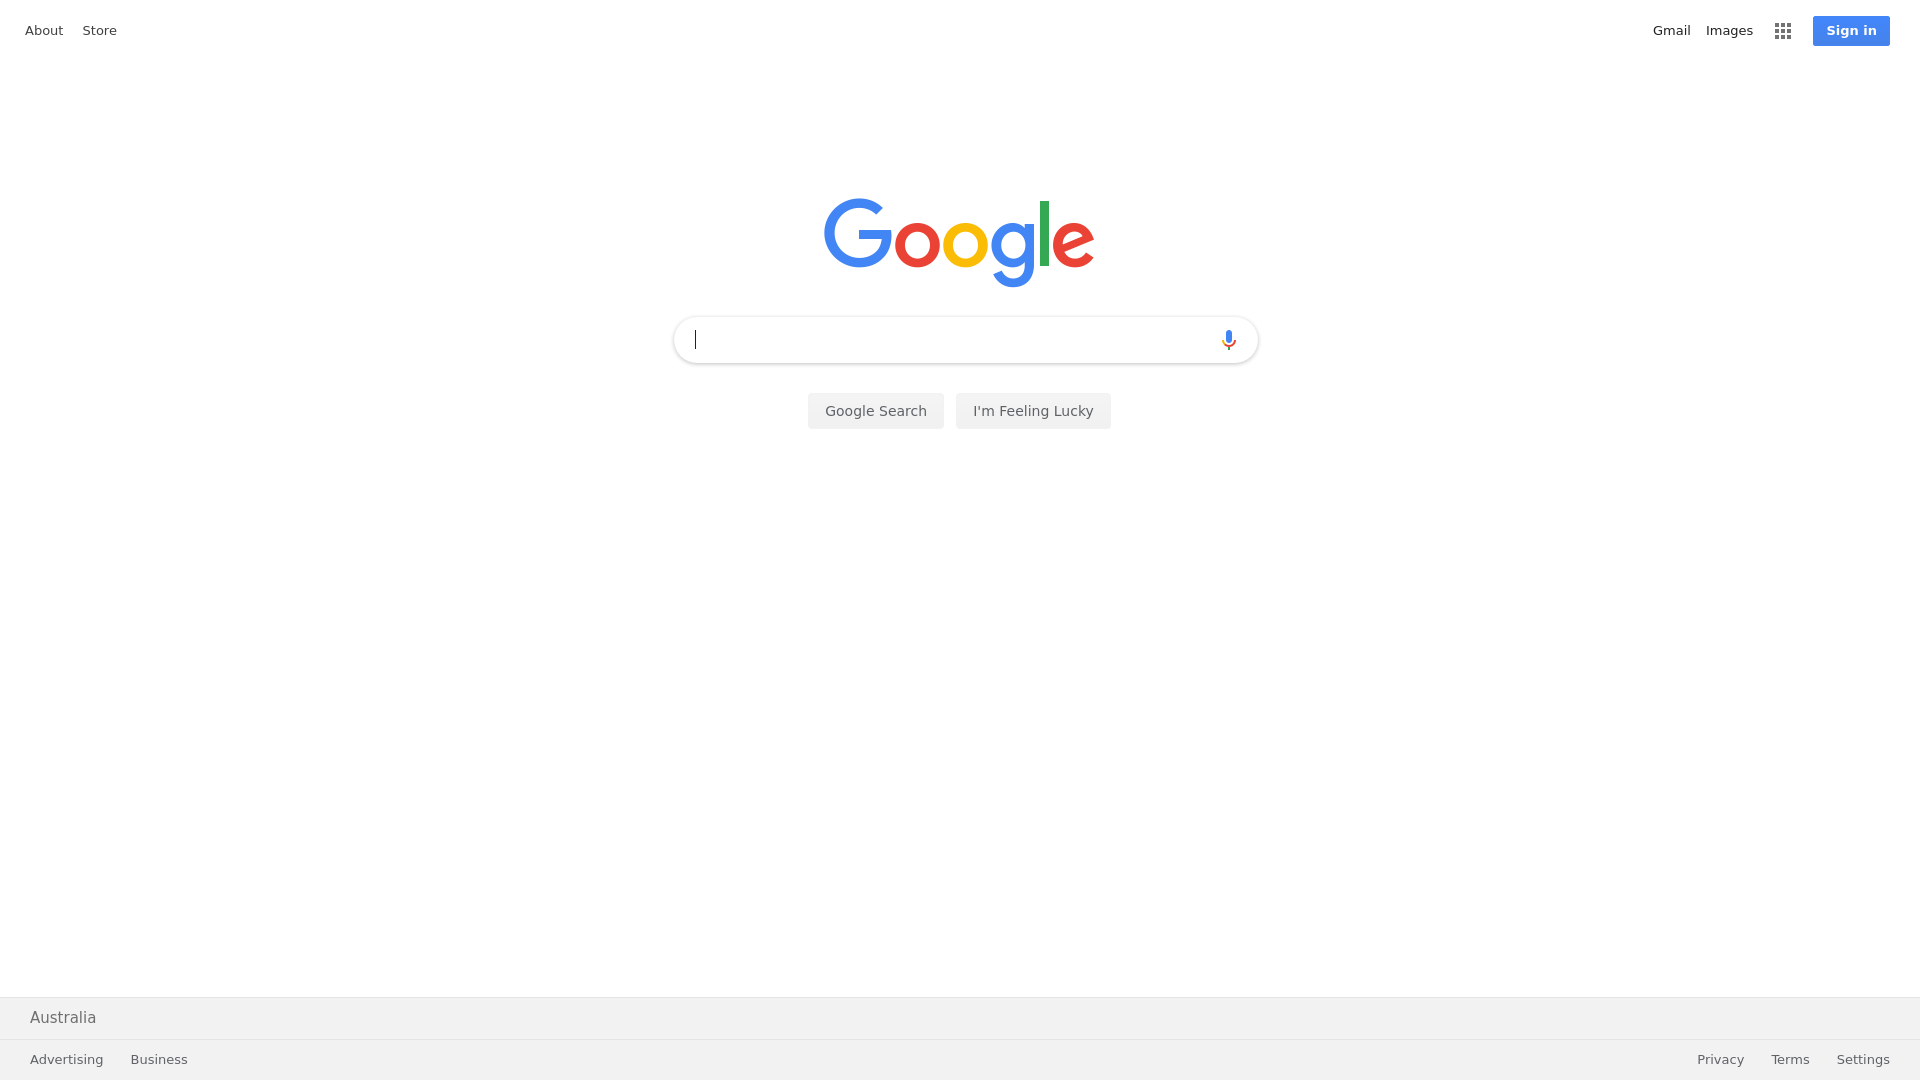 About Store
Gmail Images Sign in
Google
Google Search I'm Feeling Lucky
Australia
Advertising Business
Privacy Terms Settings